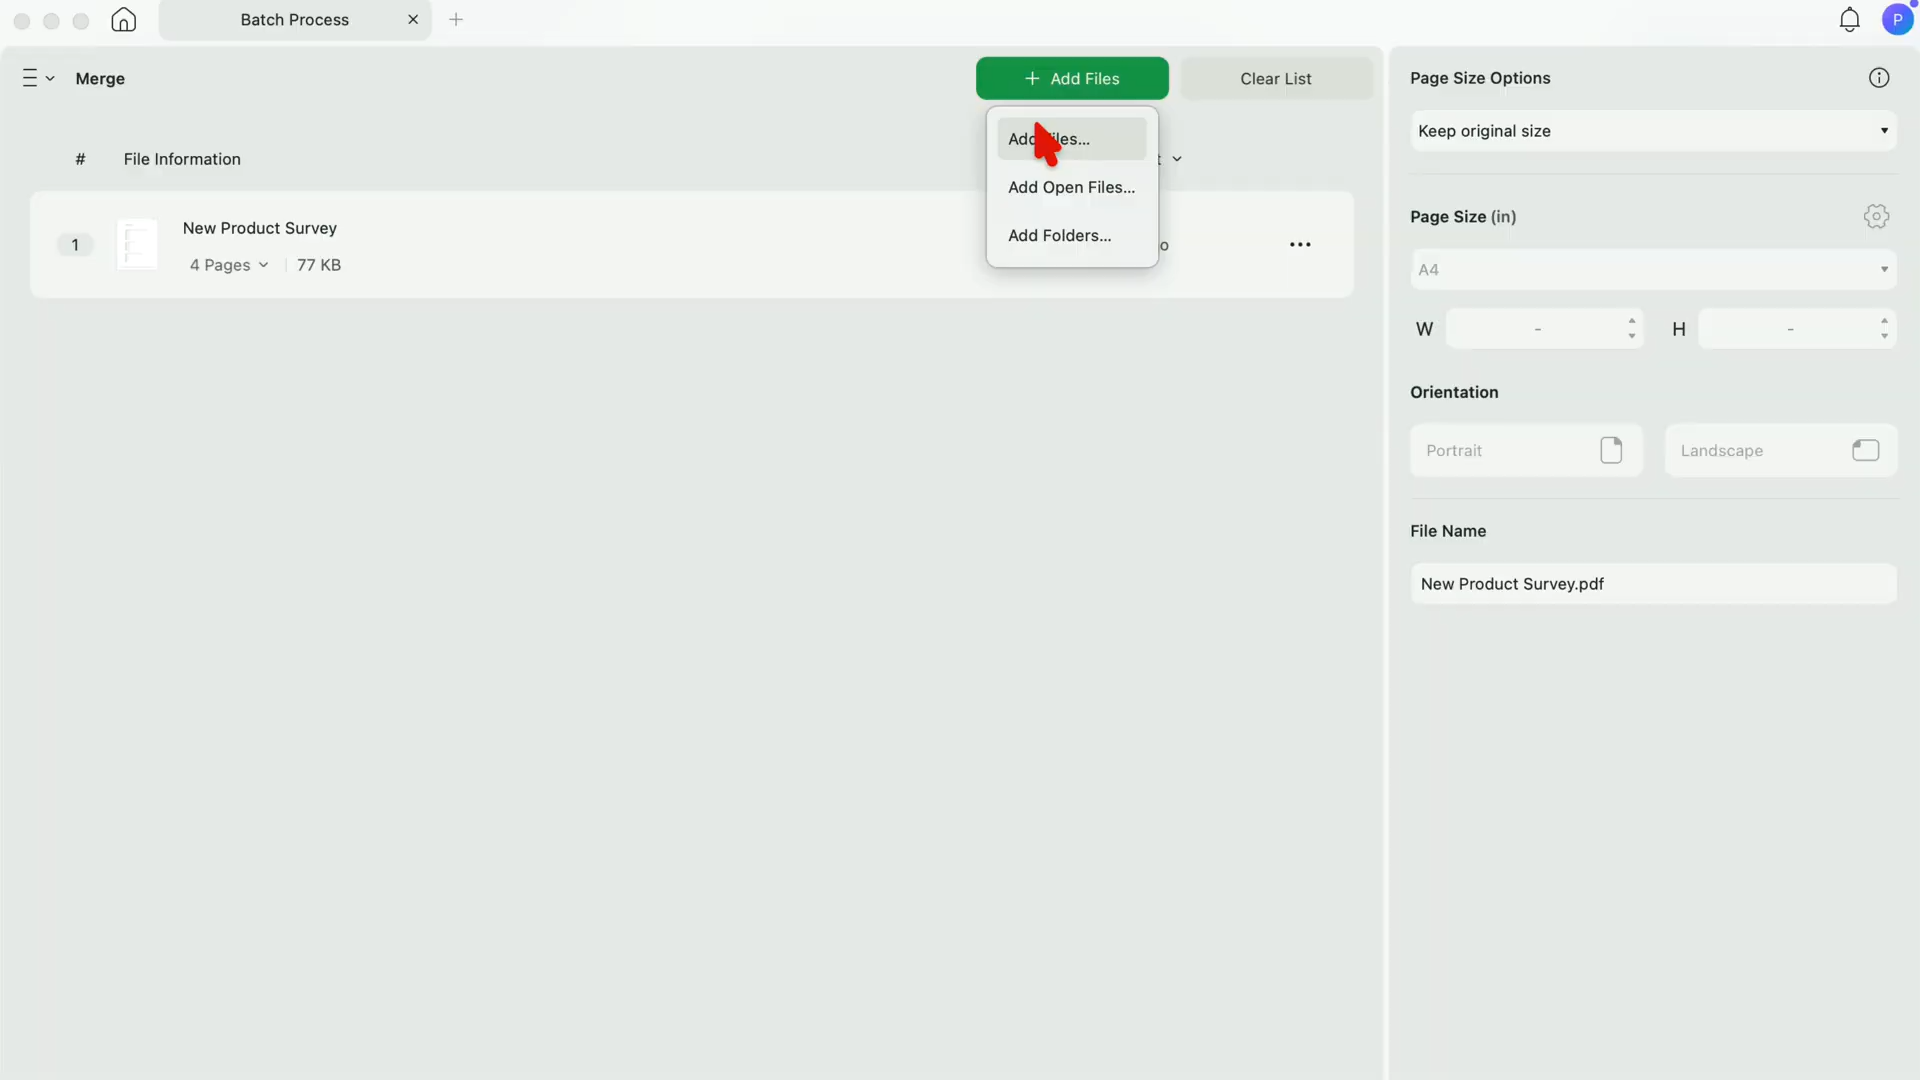 Batch Process
P
Merge
+ Add Files
Clear List
Add
Add Open Files...
Add Folders...
# File Information
1
New Product Survey
4 Pages
77 KB
Page Size Options
Keep original size
Page Size (in)
A4
W - H -
Orientation
Portrait
Landscape
File Name
New Product Survey.pdf